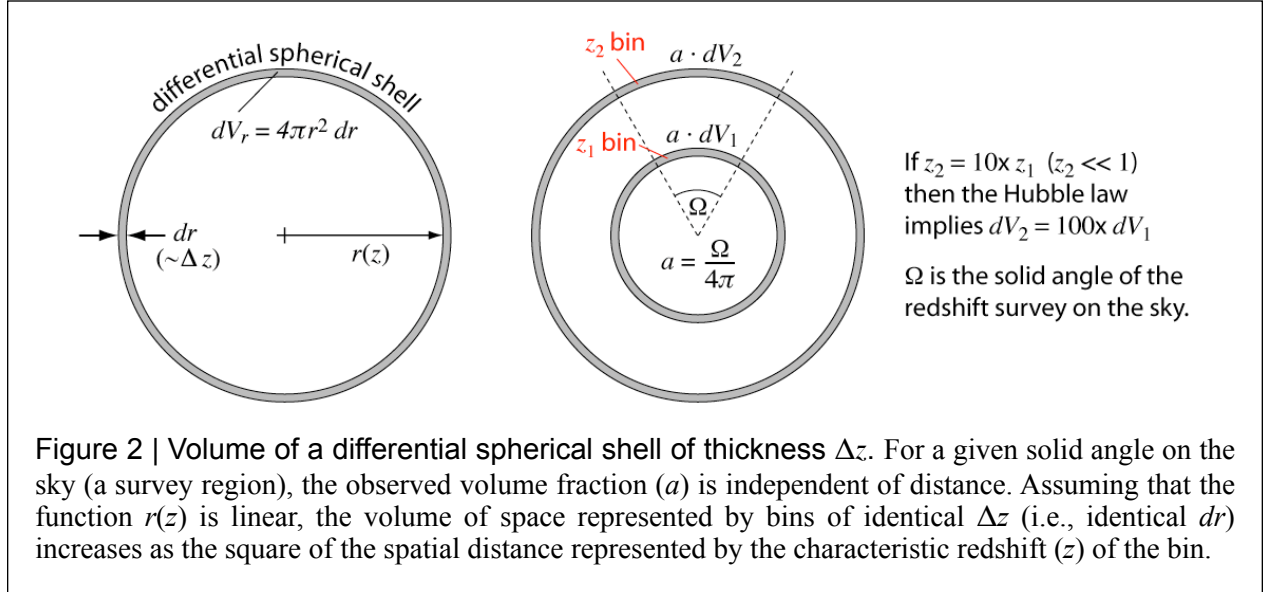 differential spherical shell
dVᵣ = 4πr² dr
dr
(~Δ z)
r(z)
z₂ bin
a · dV₂
z₁ bin
a · dV₁
Ω
a = Ω/4π
If z₂ = 10x z₁ (z₂ << 1)
then the Hubble law
implies dV₂ = 100x dV₁
Ω is the solid angle of the
redshift survey on the sky.
Figure 2 | Volume of a differential spherical shell of thickness Δz. For a given solid angle on the
sky (a survey region), the observed volume fraction (a) is independent of distance. Assuming that the
function r(z) is linear, the volume of space represented by bins of identical Δz (i.e., identical dr)
increases as the square of the spatial distance represented by the characteristic redshift (z) of the bin.